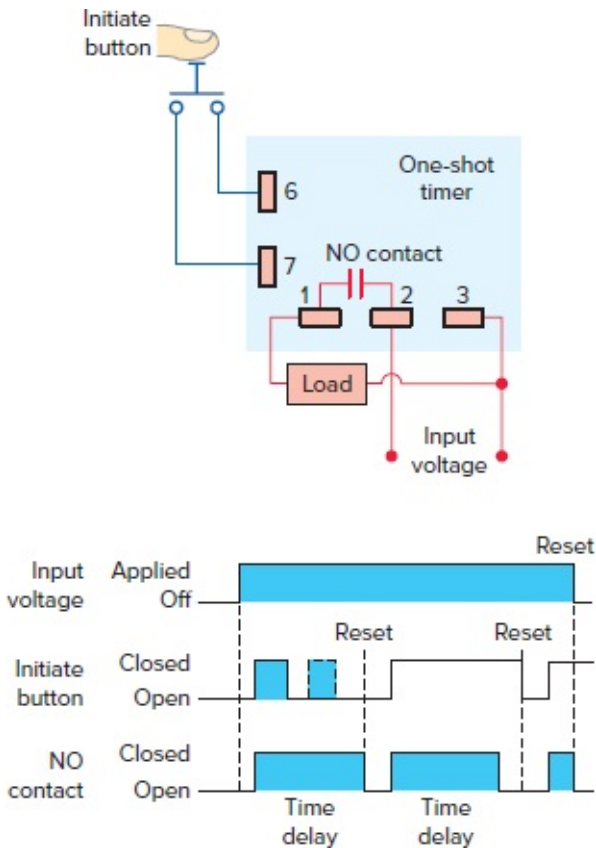 Initiate
button
One-shot
timer
6
7
NO contact
1
2
3
Load
Input
voltage
Reset
Input
voltage
Applied
Off
Reset
Reset
Initiate
button
Closed
Open
NO
contact
Closed
Open
Time
delay
Time
delay